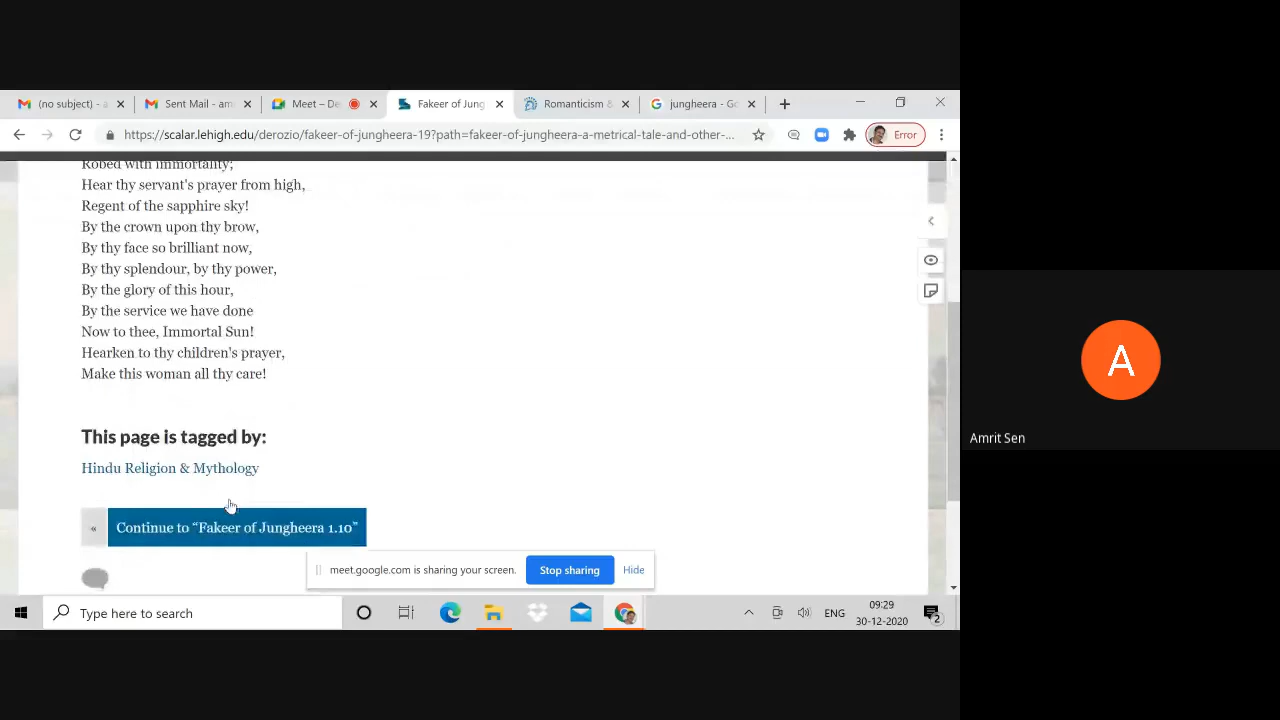 (no subject) - a
Sent Mail - am
Meet – De
Fakeer of Jung
Romanticism &
jungheera - Go
https://scalar.lehigh.edu/derozio/fakeer-of-jungheera-19?path=fakeer-of-jungheera-a-metrical-tale-and-other-...
Error
Robed with immortality;
Hear thy servant's prayer from high,
Regent of the sapphire sky!
By the crown upon thy brow,
By thy face so brilliant now,
By thy splendour, by thy power,
By the glory of this hour,
By the service we have done
Now to thee, Immortal Sun!
Hearken to thy children's prayer,
Make this woman all thy care!
This page is tagged by:
Hindu Religion & Mythology
« Continue to “Fakeer of Jungheera 1.10”
meet.google.com is sharing your screen. Stop sharing Hide
Type here to search
ENG
09:29
30-12-2020
2
A
Amrit Sen